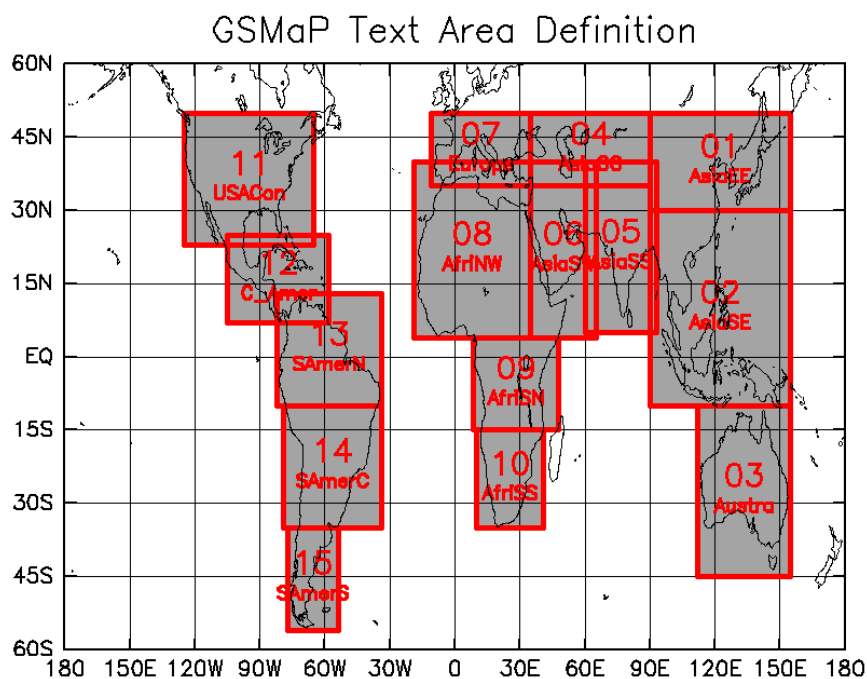 GSMaP Text Area Definition
60N
45N
30N
15N
EQ
15S
30S
45S
60S
180 150E 120W 90W 60W 30W 0 30E 60E 90E 120E 150E 180
11
USACon
12
C_Amer
13
SAmerN
14
SAmerC
15
SAmerS
07
Europe
04
AsiaCC
01
AsiaEE
08
AfriNW
06
AsiaS
05
AsiaSS
02
AsiaSE
09
AfriSN
10
AfriSS
03
Austra